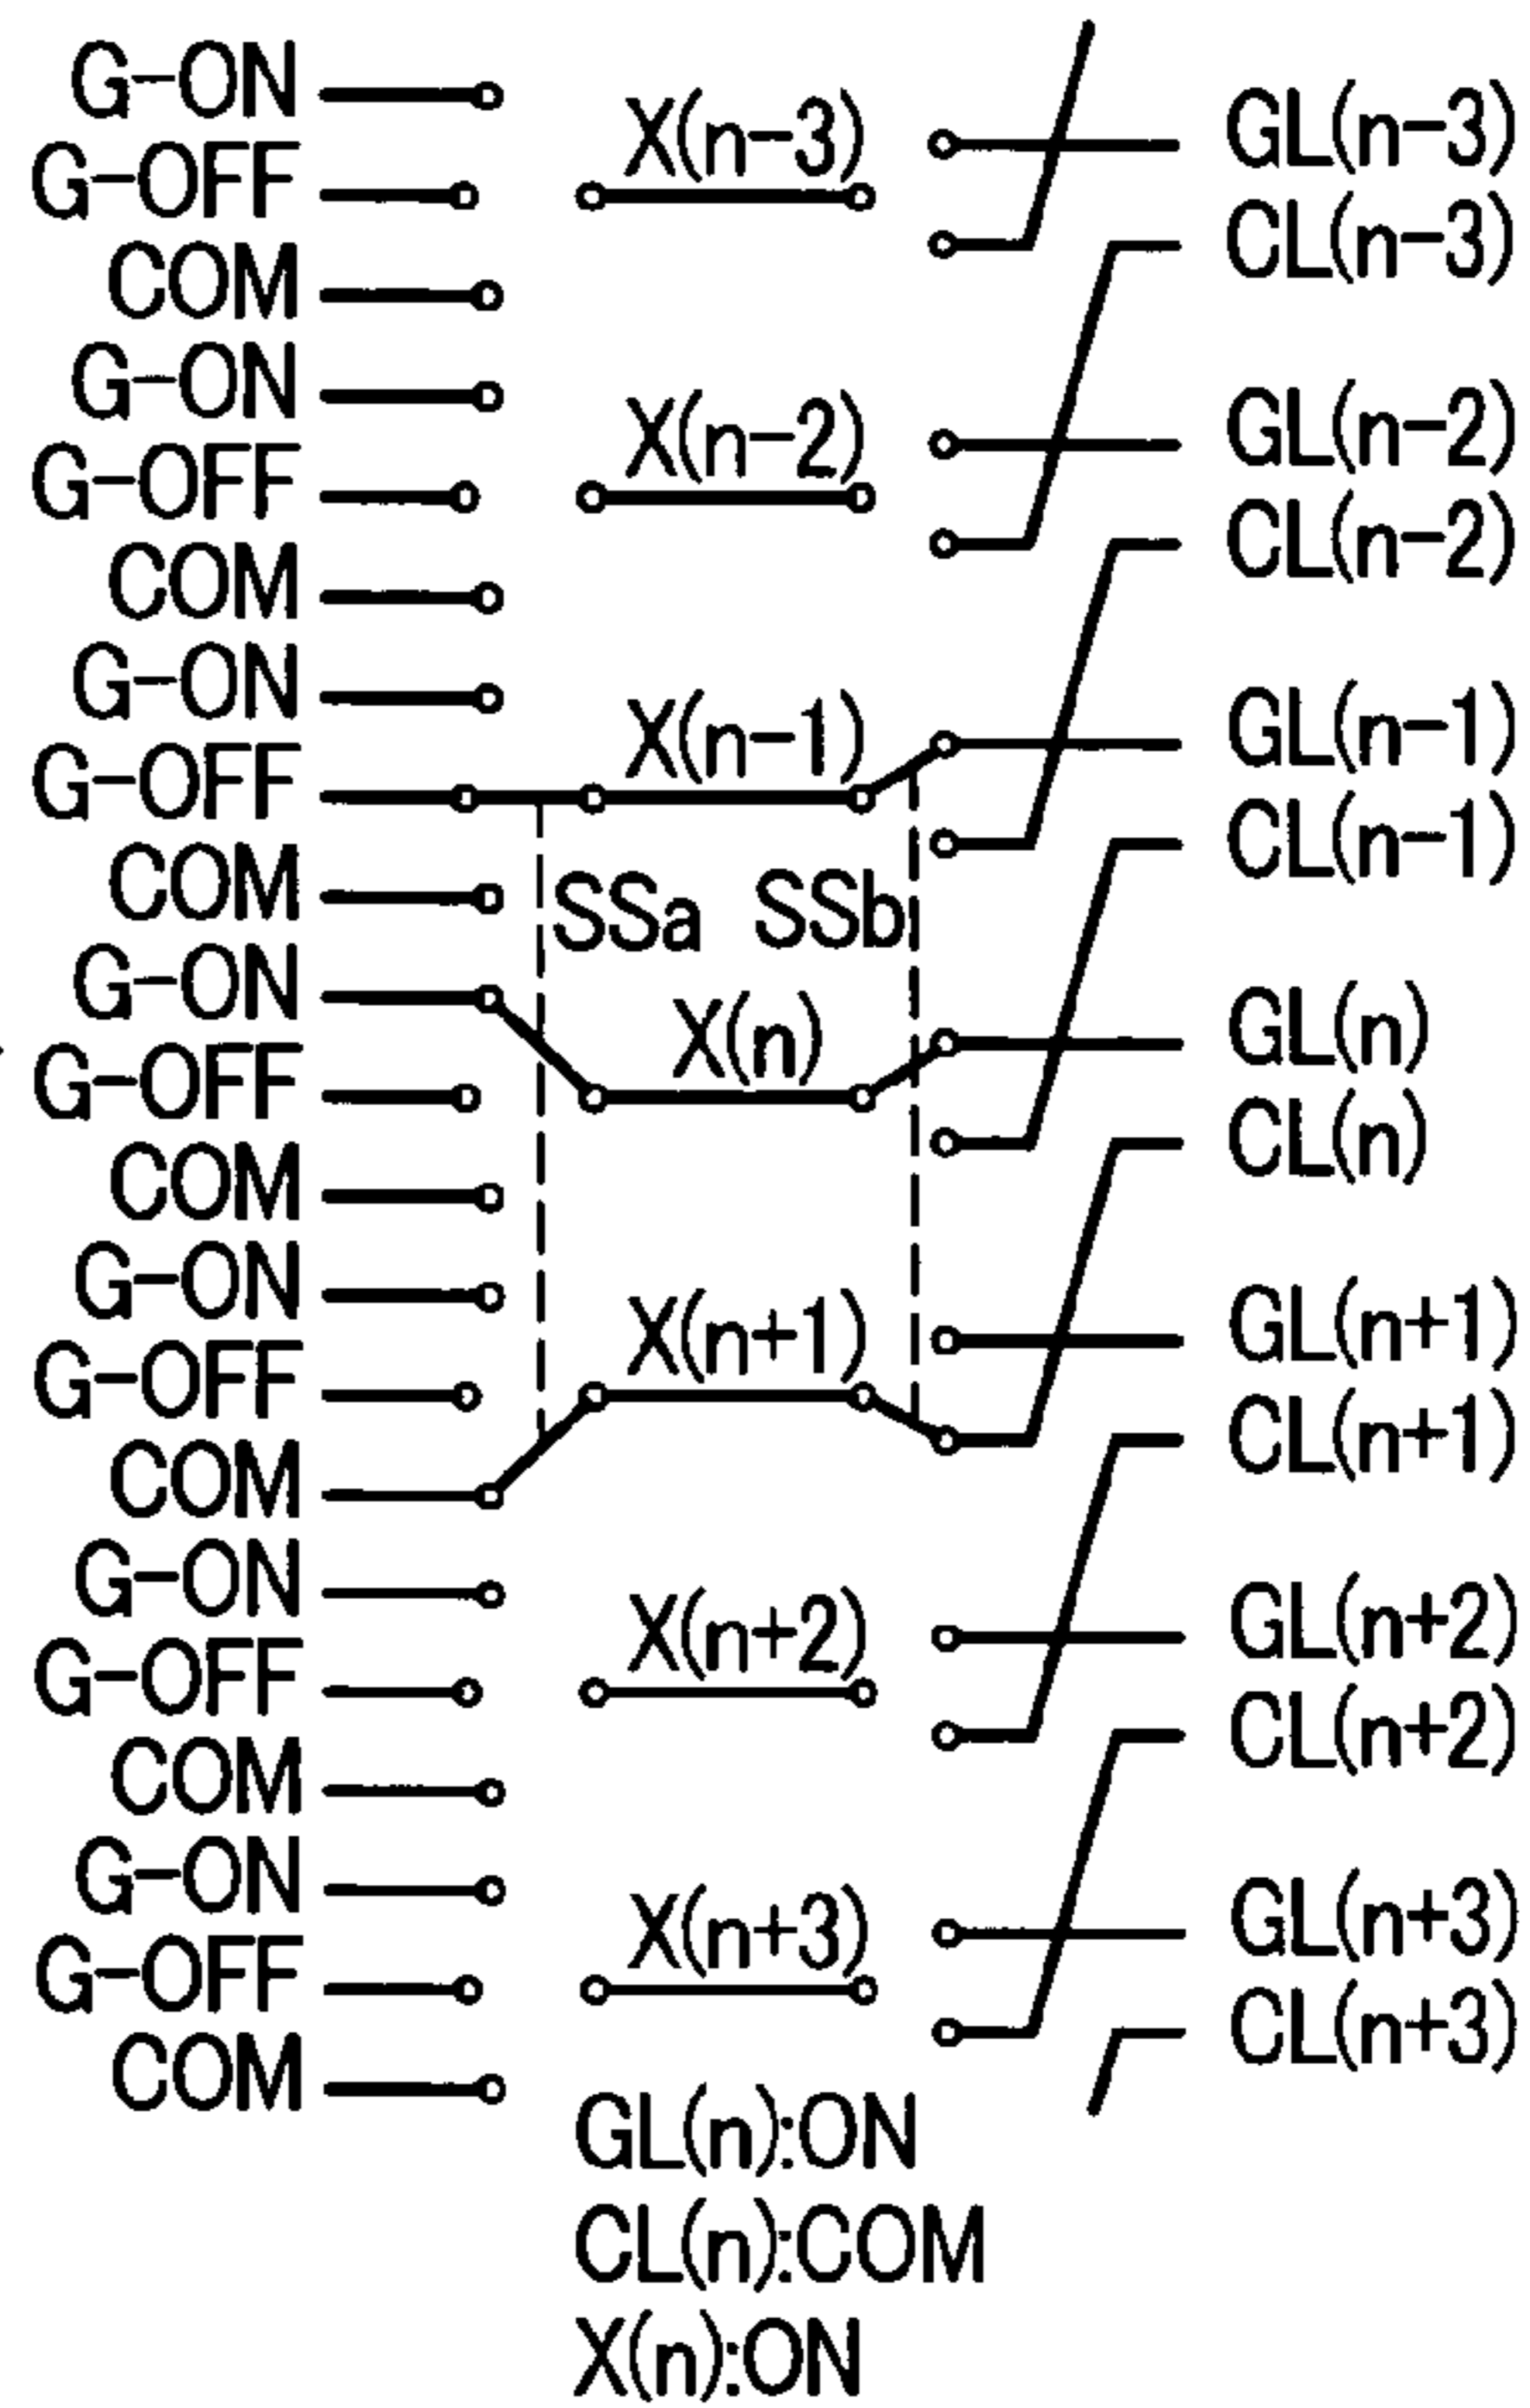 G-ON
X(n-3)
GL(n-3)
G-OFF
CL(n-3)
COM
G-ON
X(n-2)
GL(n-2)
G-OFF
CL(n-2)
COM
G-ON
X(n-1)
GL(n-1)
G-OFF
CL(n-1)
COM
SSa SSb
G-ON
X(n)
GL(n)
G-OFF
CL(n)
COM
G-ON
X(n+1)
GL(n+1)
G-OFF
CL(n+1)
COM
G-ON
X(n+2)
GL(n+2)
G-OFF
CL(n+2)
COM
G-ON
X(n+3)
GL(n+3)
G-OFF
CL(n+3)
COM
GL(n):ON
CL(n):COM
X(n):ON